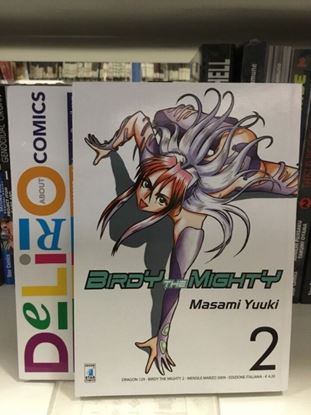 DeLiRiO
ABOUT
COMICS
BIRDY THE MIGHTY
Masami Yuuki
2
DRAGON 129 - BIRDY THE MIGHTY 2 - MENSILE MARZO 2009 - EDIZIONE ITALIANA - € 4,20